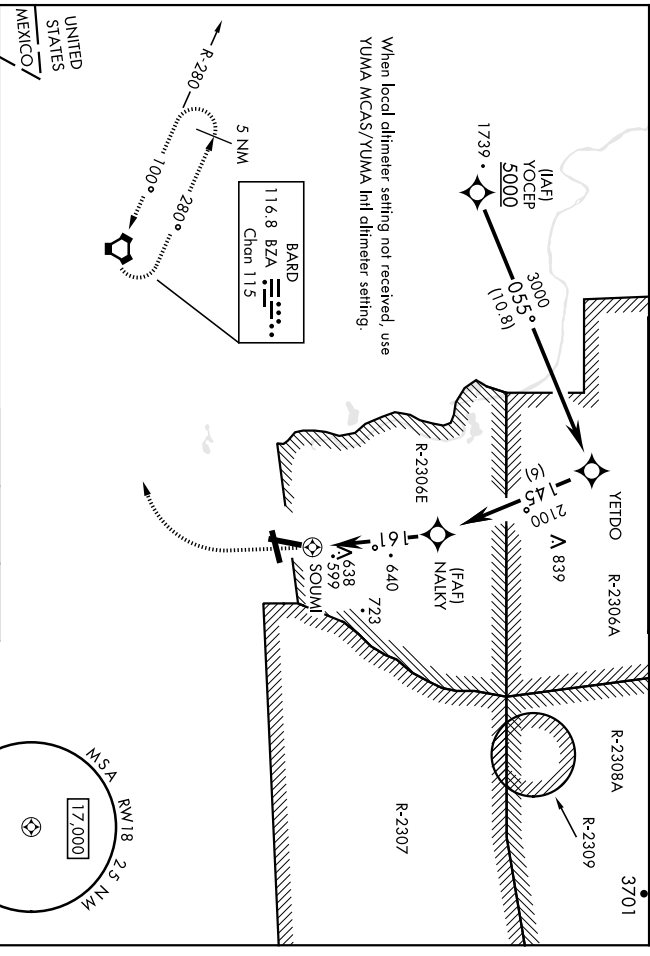 (IAF)
YOCEP
5000
1739
3000
055°
(10.8)
YETDO
145°
(6)
2100
839
R-2306A
R-2308A
R-2309
3701
R-2306E
(FAF)
NALKY
161°
640
723
638
599
SOUMI
R-2307
When local altimeter setting not received, use
YUMA MCAS/YUMA Intl altimeter setting.
BARD
116.8 BZA
Chan 115
5 NM
R-280
100°
280°
UNITED
STATES
MEXICO
MSA RW18 25 NM
17,000